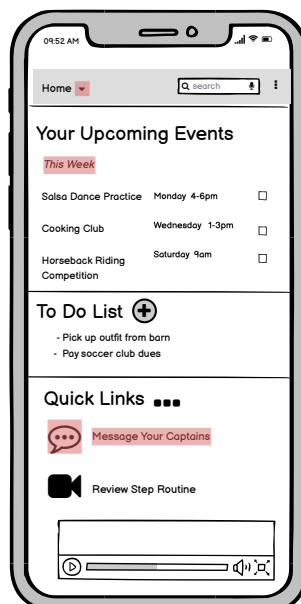 09:52 AM
Home
search
Your Upcoming Events
This Week
Salsa Dance Practice Monday 4-6pm
Cooking Club Wednesday 1-3pm
Horseback Riding Saturday 9am
Competition
To Do List
- Pick up outfit from barn
- Pay soccer club dues
Quick Links
Message Your Captains
Review Step Routine